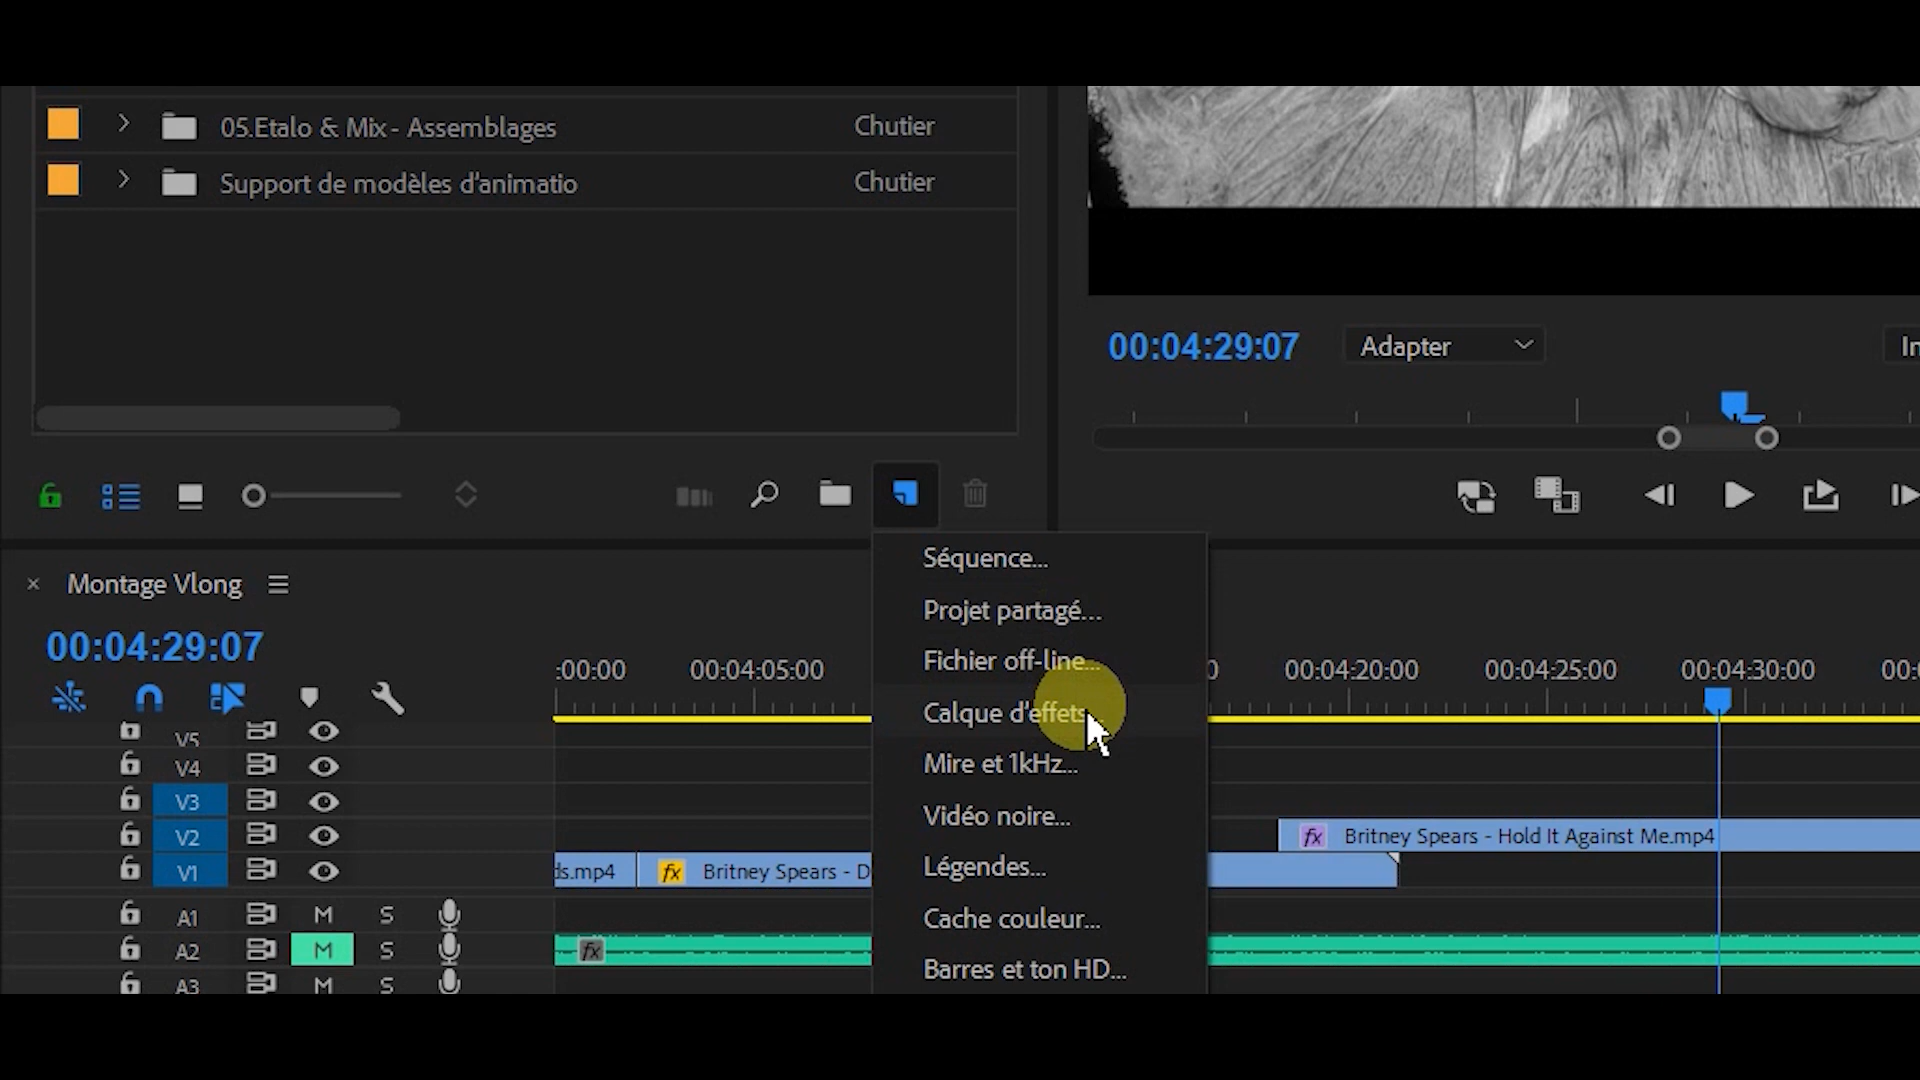 05.Etalo & Mix - Assemblages Chutier
Support de modèles d'animatio Chutier
00:04:29:07 Adapter In
Séquence...
Montage Vlong
Projet partagé...
00:04:29:07
Fichier off-line...
:00:00 00:04:05:00 0 00:04:20:00 00:04:25:00 00:04:30:00 00:
Calque d'effets...
V5
V4
Mire et 1kHz...
V3
Vidéo noire...
V2
fx Britney Spears - Hold It Against Me.mp4
V1
ds.mp4 fx Britney Spears - D
Légendes...
A1 M S
Cache couleur...
A2 M S fx
Barres et ton HD...
A3 M S